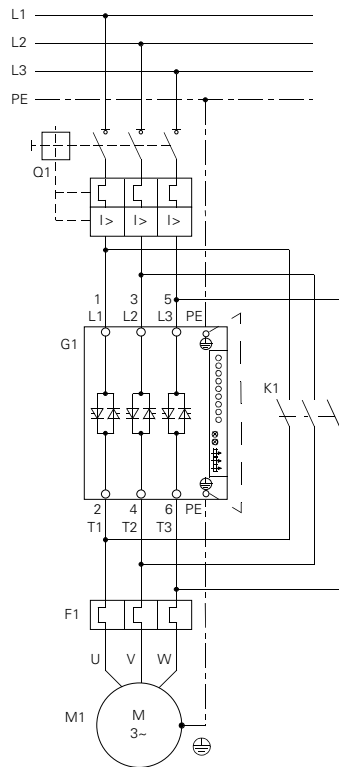 L1
L2
L3
PE
Q1
I> I> I>
1 3 5
L1 L2 L3 PE
G1
K1
2 4 6 PE
T1 T2 T3
F1
U V W
M1
M
3~